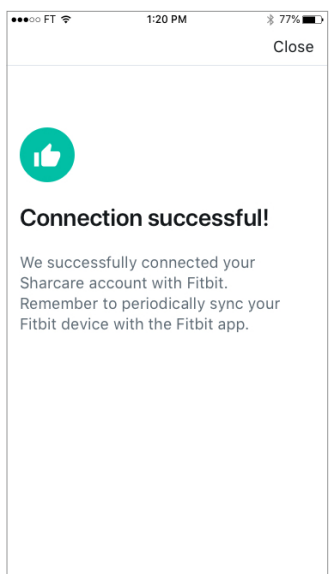 FT 1:20 PM 77%
Close
Connection successful!
We successfully connected your
Sharcare account with Fitbit.
Remember to periodically sync your
Fitbit device with the Fitbit app.